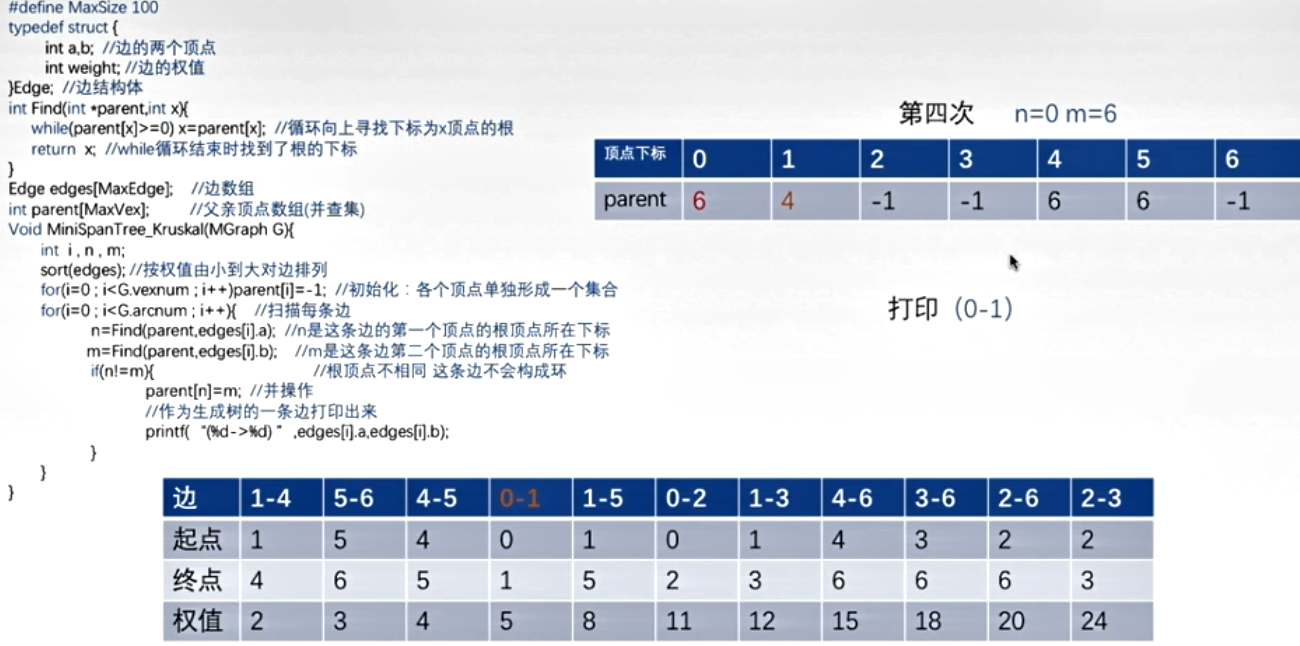 #define MaxSize 100
typedef struct {
int a,b; //边的两个顶点
int weight; //边的权值
}Edge; //边结构体
int Find(int *parent,int x){
while(parent[x]>=0) x=parent[x]; //循环向上寻找下标为x顶点的根
return x; //while循环结束时找到了根的下标
}
Edge edges[MaxEdge]; //边数组
int parent[MaxVex]; //父亲顶点数组(并查集)
Void MiniSpanTree_Kruskal(MGraph G){
int i , n , m;
sort(edges); //按权值由小到大对边排列
for(i=0 ; i<G.vexnum ; i++)parent[i]=-1; //初始化：各个顶点单独形成一个集合
for(i=0 ; i<G.arcnum ; i++){ //扫描每条边
n=Find(parent,edges[i].a); //n是这条边的第一个顶点的根顶点所在下标
m=Find(parent,edges[i].b); //m是这条边第二个顶点的根顶点所在下标
if(n!=m){ //根顶点不相同 这条边不会构成环
parent[n]=m; //并操作
//作为生成树的一条边打印出来
printf( “(%d->%d) ” ,edges[i].a,edges[i].b);
}
}
}
第四次 n=0 m=6
顶点下标 0 1 2 3 4 5 6
parent 6 4 -1 -1 6 6 -1
打印（0-1）
边 1-4 5-6 4-5 0-1 1-5 0-2 1-3 4-6 3-6 2-6 2-3
起点 1 5 4 0 1 0 1 4 3 2 2
终点 4 6 5 1 5 2 3 6 6 6 3
权值 2 3 4 5 8 11 12 15 18 20 24